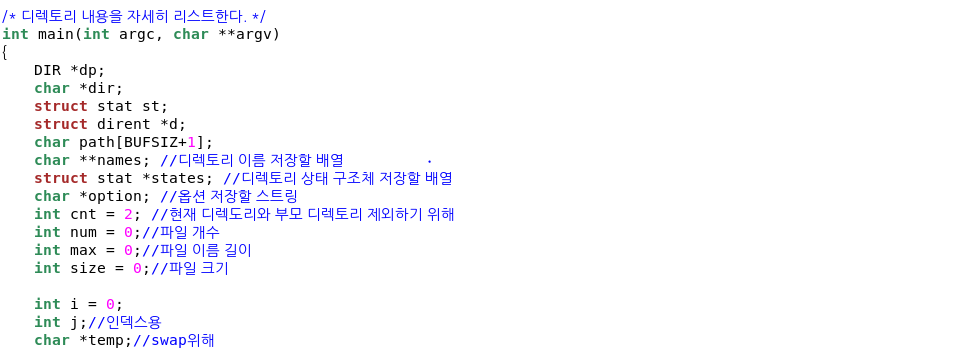 /* 디렉토리 내용을 자세히 리스트한다. */
int main(int argc, char **argv)
{
DIR *dp;
char *dir;
struct stat st;
struct dirent *d;
char path[BUFSIZ+1];
char **names; //디렉토리 이름 저장할 배열
struct stat *states; //디렉토리 상태 구조체 저장할 배열
char *option; //옵션 저장할 스트링
int cnt = 2; //현재 디렉도리와 부모 디렉토리 제외하기 위해
int num = 0;//파일 개수
int max = 0;//파일 이름 길이
int size = 0;//파일 크기
int i = 0;
int j;//인덱스용
char *temp;//swap위해